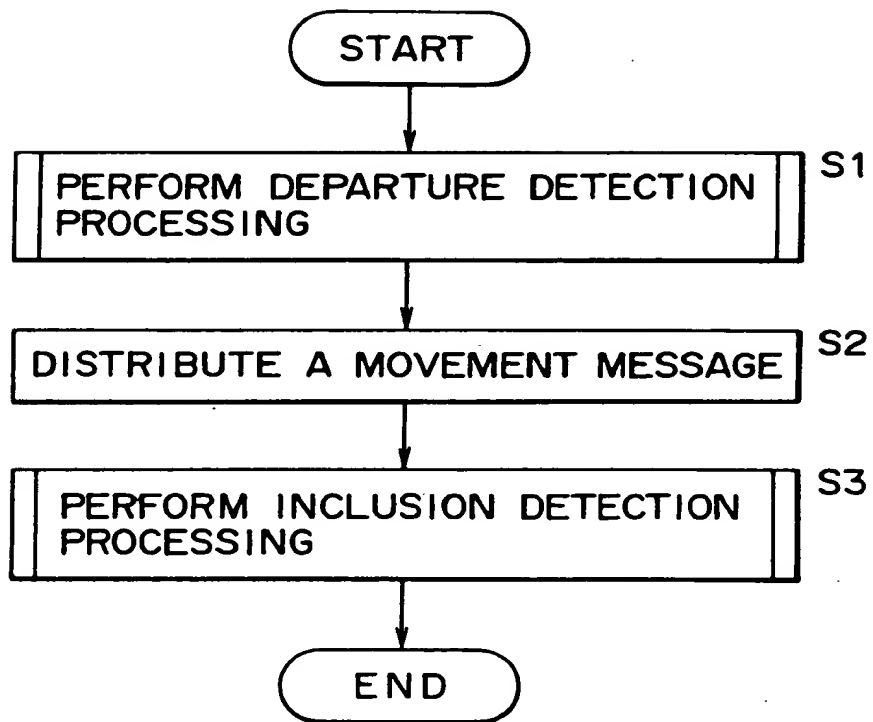 START
S1
PERFORM DEPARTURE DETECTION
PROCESSING
S2
DISTRIBUTE A MOVEMENT MESSAGE
S3
PERFORM INCLUSION DETECTION
PROCESSING
END